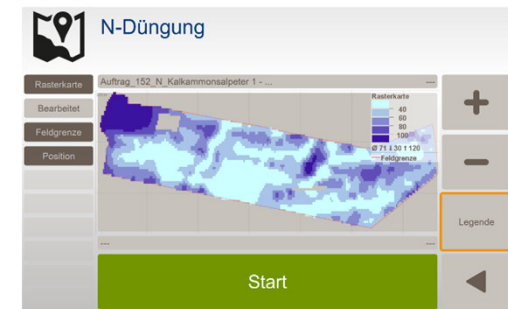 N-Düngung
Rasterkarte
Bearbeitet
Feldgrenze
Position
Auftrag_152_N_Kalkammonsalpeter 1 - ...
---
Rasterkarte
40
60
80
100
Ø 71 ↕ 30 ↕ 120
Feldgrenze
---
---
Start
Legende